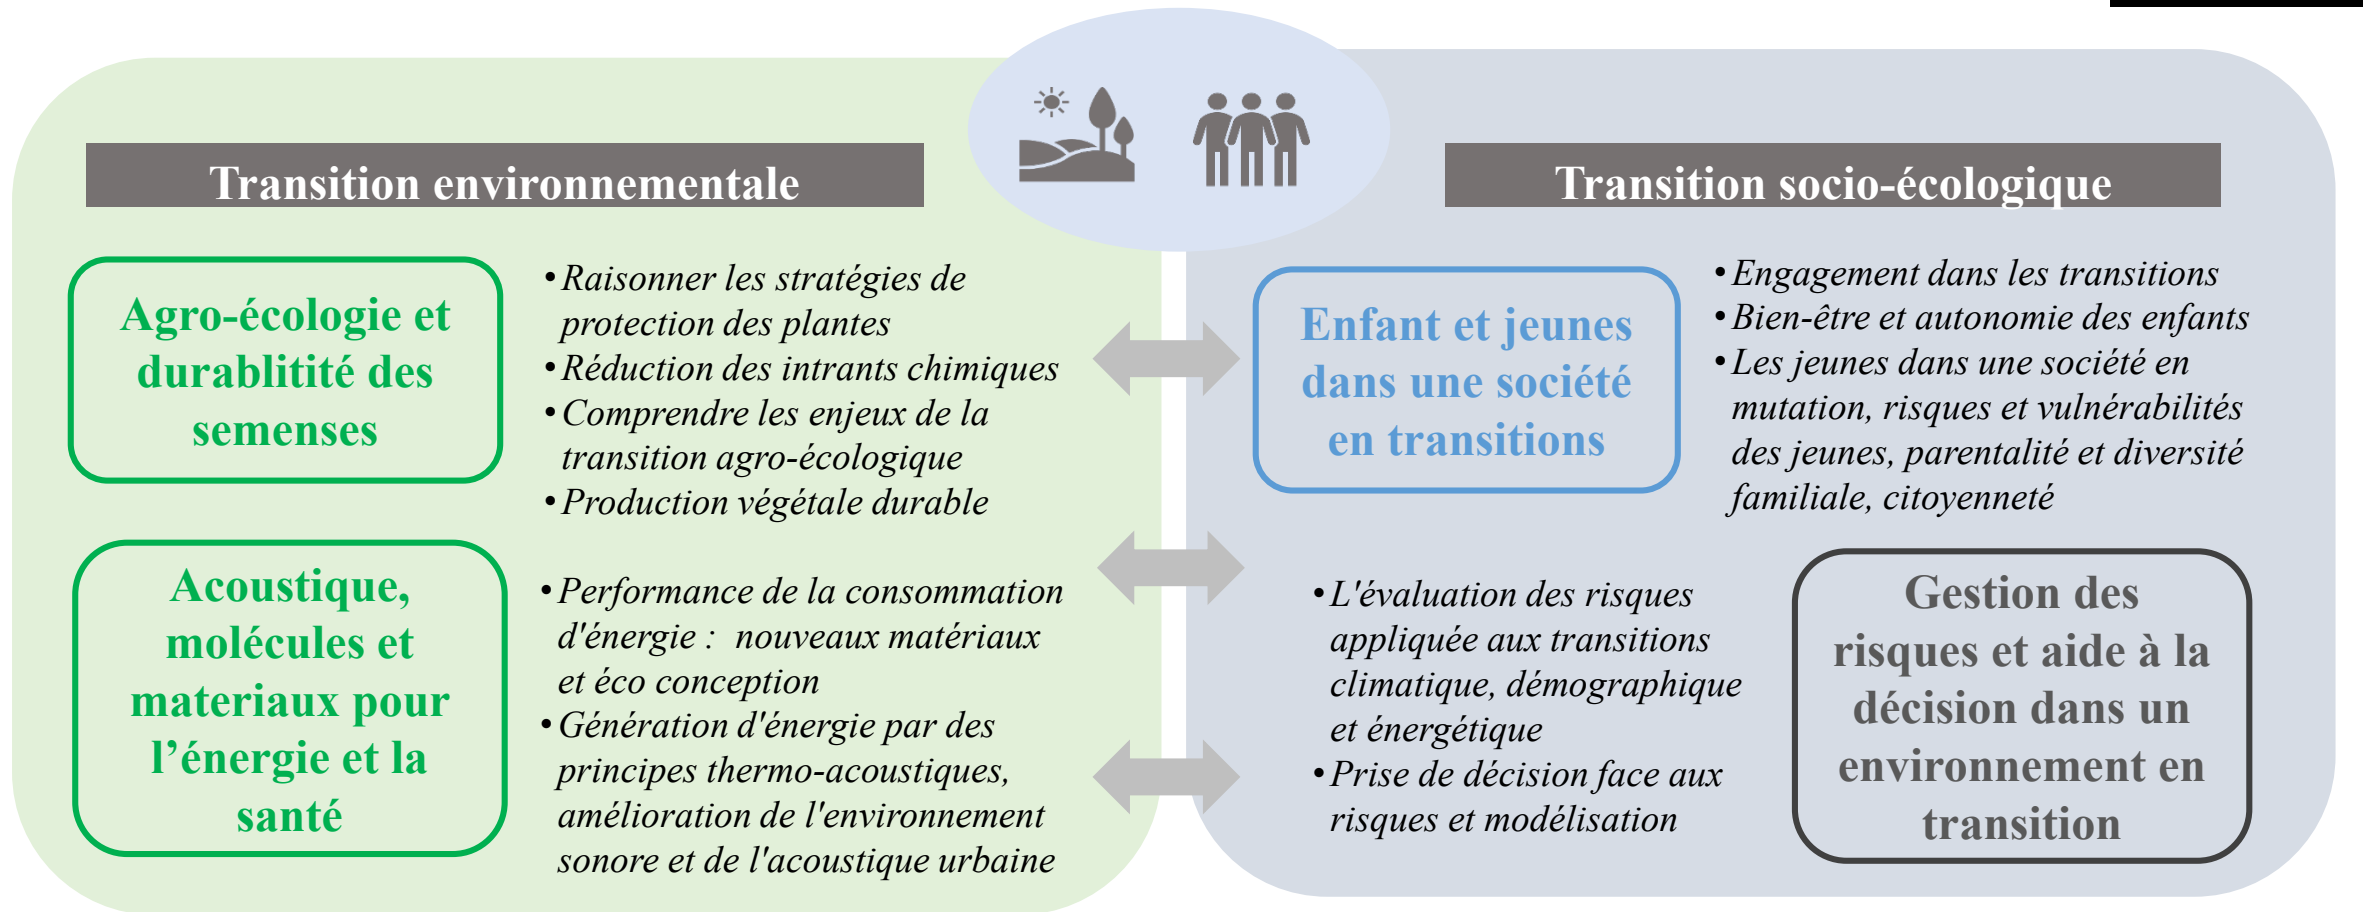 Transition environnementale
Agro-écologie et
durablitité des
semenses
•Raisonner les stratégies de
protection des plantes
•Réduction des intrants chimiques
•Comprendre les enjeux de la
transition agro-écologique
•Production végétale durable
Acoustique,
molécules et
materiaux pour
l’énergie et la
santé
•Performance de la consommation
d'énergie : nouveaux matériaux
et éco conception
•Génération d'énergie par des
principes thermo-acoustiques,
amélioration de l'environnement
sonore et de l'acoustique urbaine
Transition socio-écologique
Enfant et jeunes
dans une société
en transitions
•Engagement dans les transitions
•Bien-être et autonomie des enfants
•Les jeunes dans une société en
mutation, risques et vulnérabilités
des jeunes, parentalité et diversité
familiale, citoyenneté
•L'évaluation des risques
appliquée aux transitions
climatique, démographique
et énergétique
•Prise de décision face aux
risques et modélisation
Gestion des
risques et aide à la
décision dans un
environnement en
transition